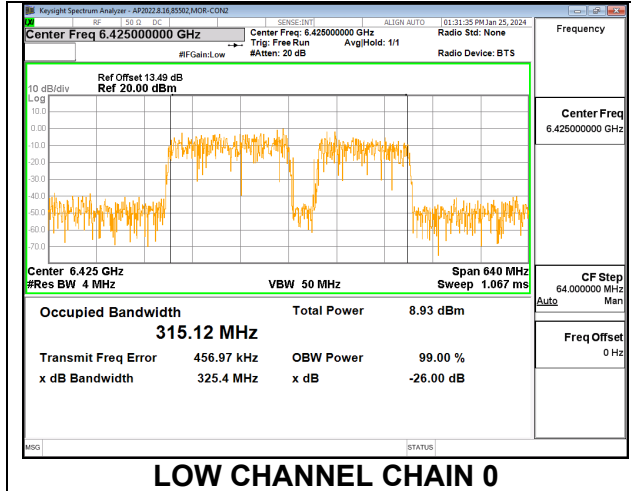 Keysight Spectrum Analyzer - AP2022.8.16,85502,MOR-CON2
RF 50 Ω DC SENSE:INT ALIGN AUTO 01:31:35 PM Jan 25, 2024
Center Freq 6.425000000 GHz
Center Freq: 6.425000000 GHz Radio Std: None
Trig: Free Run Avg|Hold: 1/1
#IFGain:Low #Atten: 20 dB Radio Device: BTS
Frequency
Ref Offset 13.49 dB
10 dB/div Ref 20.00 dBm
Log
10.0
0.00
-10.0
-20.0
-30.0
-40.0
-50.0
-60.0
-70.0
Center 6.425 GHz Span 640 MHz
#Res BW 4 MHz VBW 50 MHz Sweep 1.067 ms
Occupied Bandwidth Total Power 8.93 dBm
315.12 MHz
Transmit Freq Error 456.97 kHz OBW Power 99.00 %
x dB Bandwidth 325.4 MHz x dB -26.00 dB
Center Freq
6.425000000 GHz
CF Step
64.000000 MHz
Auto Man
Freq Offset
0 Hz
MSG STATUS
LOW CHANNEL CHAIN 0